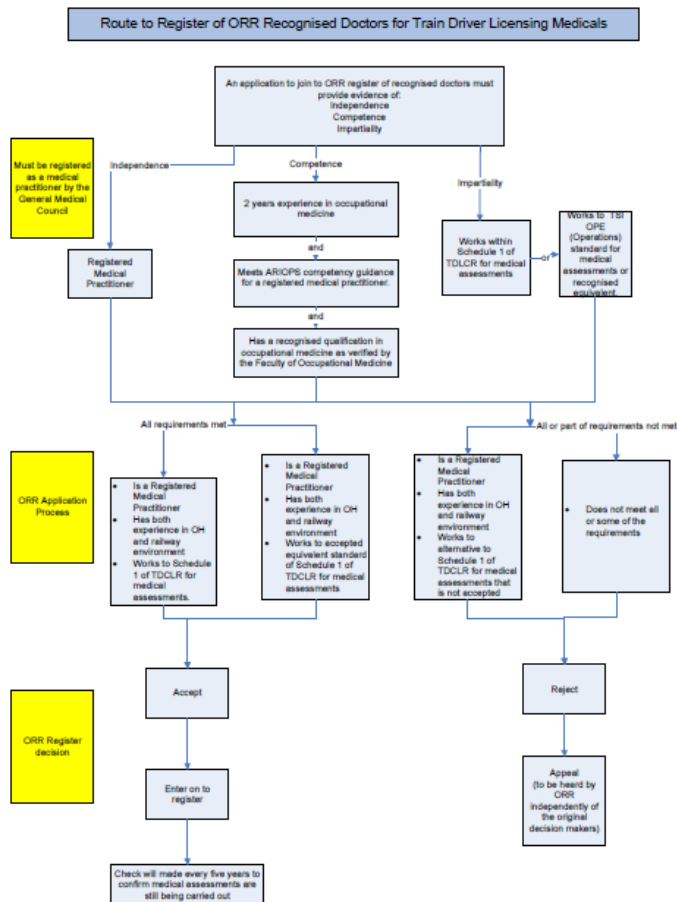 Route to Register of ORR Recognised Doctors for Train Driver Licensing Medicals
An application to join to ORR register of recognised doctors must
provide evidence of:
Independence
Competence
Impartiality
Must be registered
as a medical
practitioner by the
General Medical
Council
Independence
Competence
Impartiality
Registered
Medical
Practitioner
2 years experience in occupational
medicine
and
Meets ARIOPS competency guidance
for a registered medical practitioner.
and
Has a recognised qualification in
occupational medicine as verified by
the Faculty of Occupational Medicine
Works within
Schedule 1 of
TDLCR for medical
assessments
or
Works to TSI
OPE
(Operations)
standard for
medical
assessments or
recognised
equivalent.
All requirements met
All or part of requirements not met
ORR Application
Process
• Is a Registered
Medical
Practitioner
• Has both
experience in OH
and railway
environment
• Works to Schedule
1 of TDCLR for
medical
assessments.
• Is a Registered
Medical
Practitioner
• Has both
experience in OH
and railway
environment
• Works to accepted
equivalent standard
of Schedule 1 of
TDCLR for medical
assessments
• Is a Registered
Medical
Practitioner
• Has both
experience in OH
and railway
environment
• Works to
alternative to
Schedule 1 of
TDCLR for medical
assessments that
is not accepted
• Does not meet all
or some of the
requirements
ORR Register
decision
Accept
Reject
Enter on to
register
Appeal
(to be heard by
ORR
independently of
the original
decision makers)
Check will made every five years to
confirm medical assessments are
still being carried out